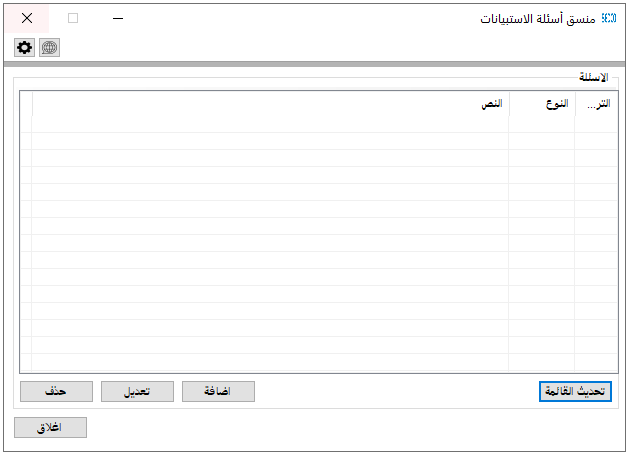 منسق أسئلة الاستبيانات
الاسئلة
التر... النوع النص
تحديث القائمة اضافة تعديل حذف
اغلاق